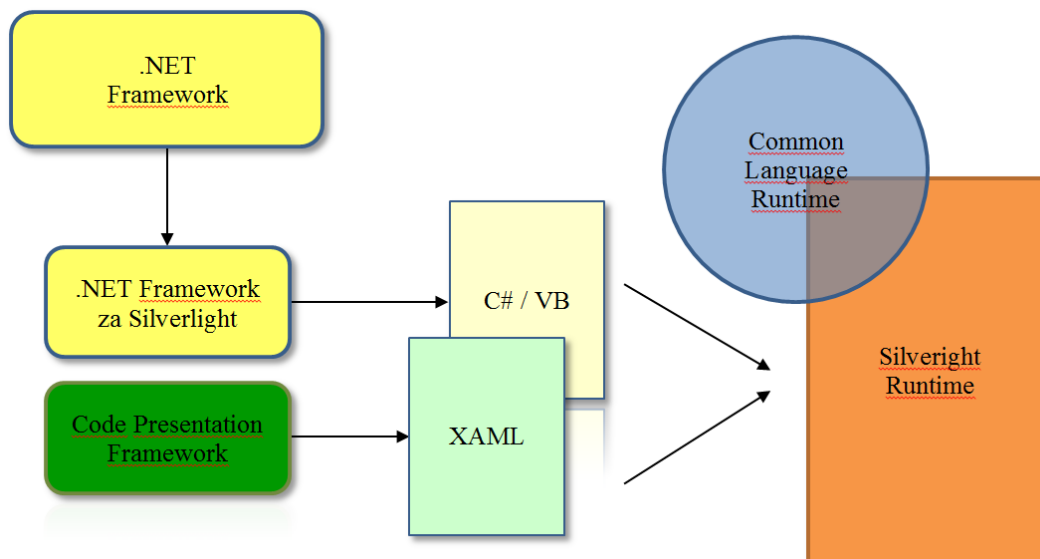 .NET
Framework
Common
Language
Runtime
.NET Framework
za Silverlight
C# / VB
Silveright
Runtime
Code Presentation
Framework
XAML